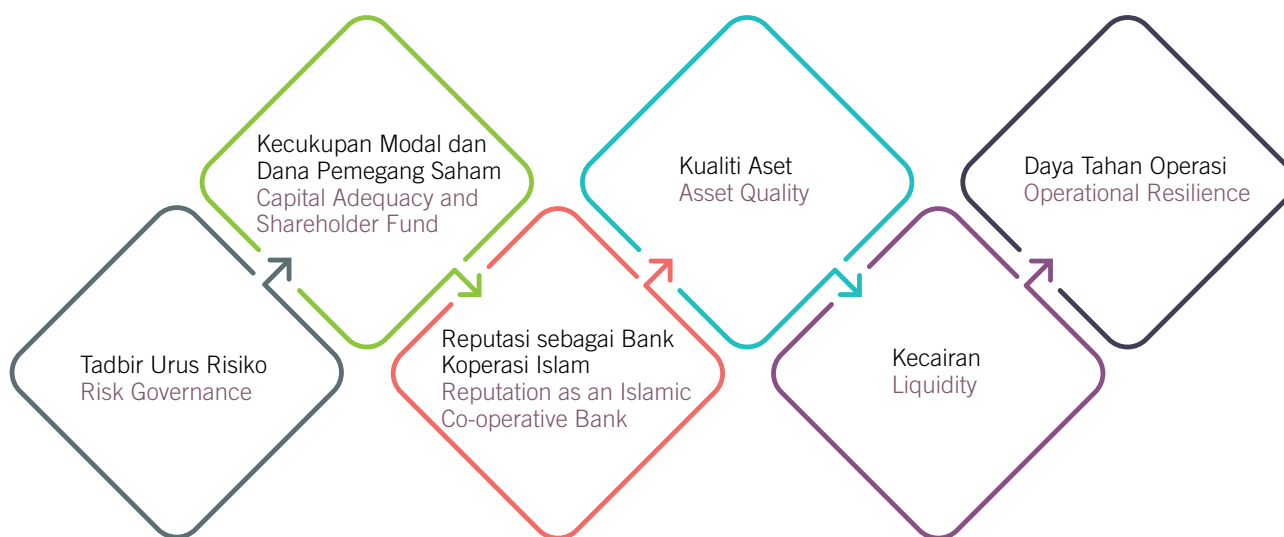 Tadbir Urus Risiko
Risk Governance
Kecukupan Modal dan
Dana Pemegang Saham
Capital Adequacy and
Shareholder Fund
Reputasi sebagai Bank
Koperasi Islam
Reputation as an Islamic
Co-operative Bank
Kualiti Aset
Asset Quality
Kecairan
Liquidity
Daya Tahan Operasi
Operational Resilience